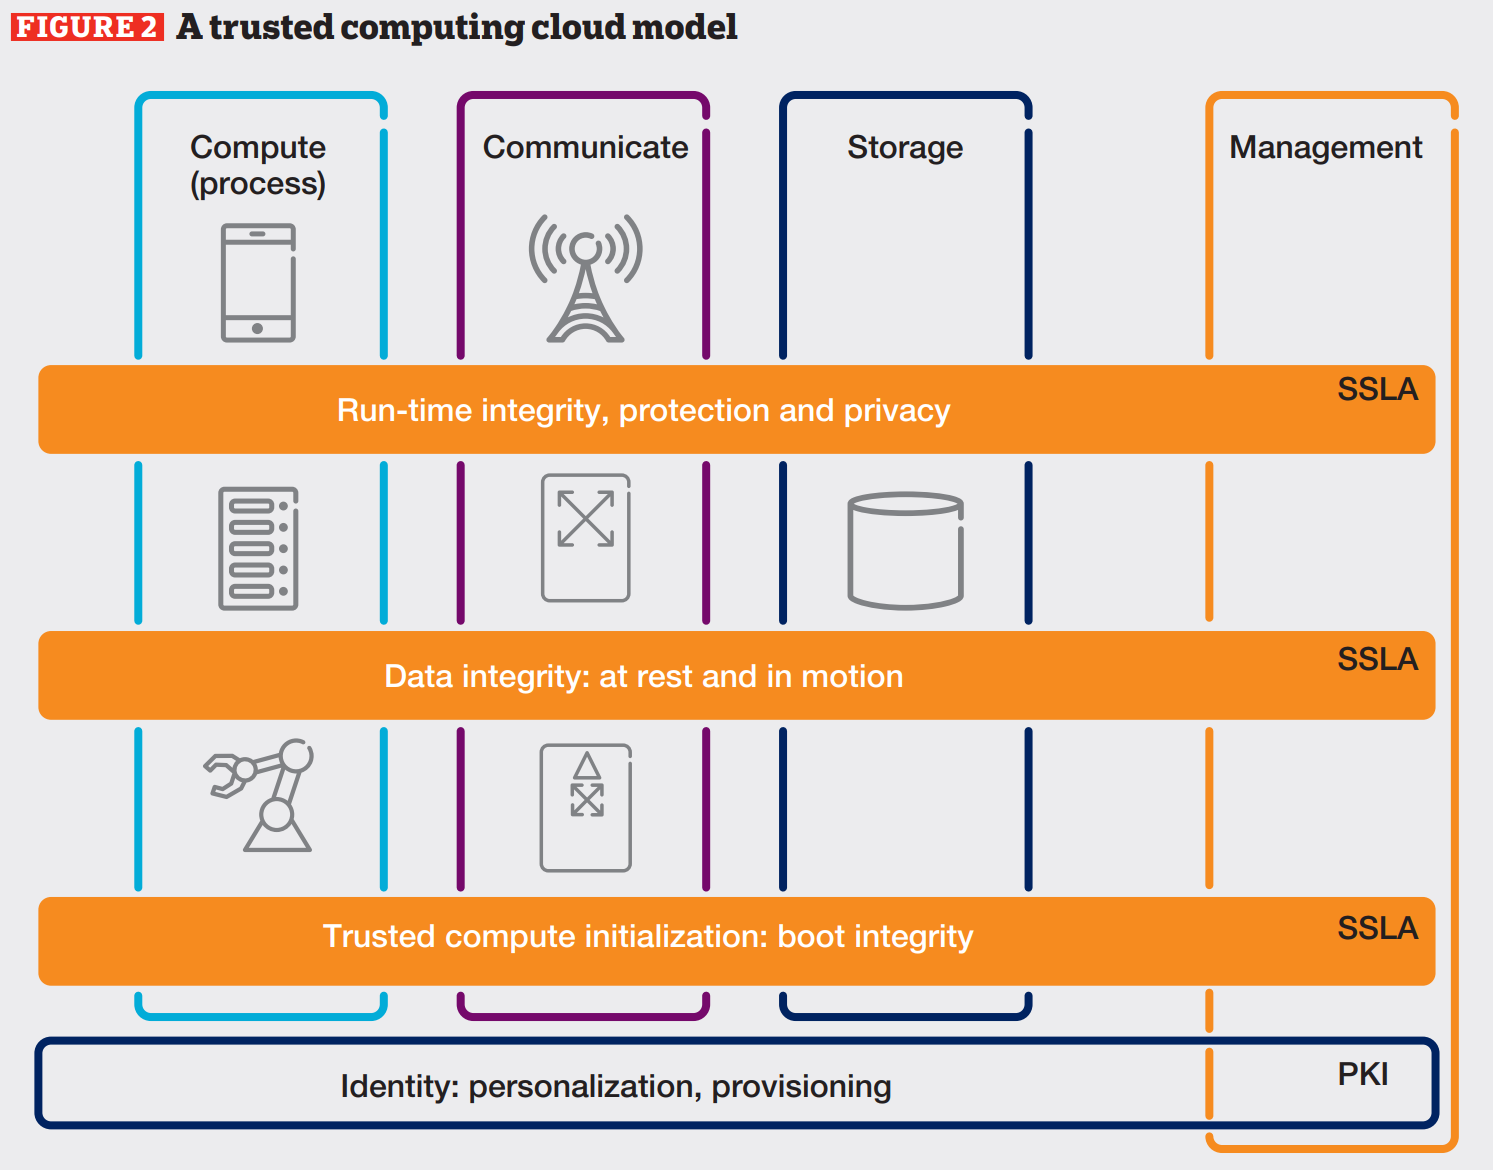 FIGURE 2 A trusted computing cloud model
Compute
(process)
Communicate
Storage
Management
Run-time integrity, protection and privacy
SSLA
Data integrity: at rest and in motion
SSLA
Trusted compute initialization: boot integrity
SSLA
Identity: personalization, provisioning
PKI